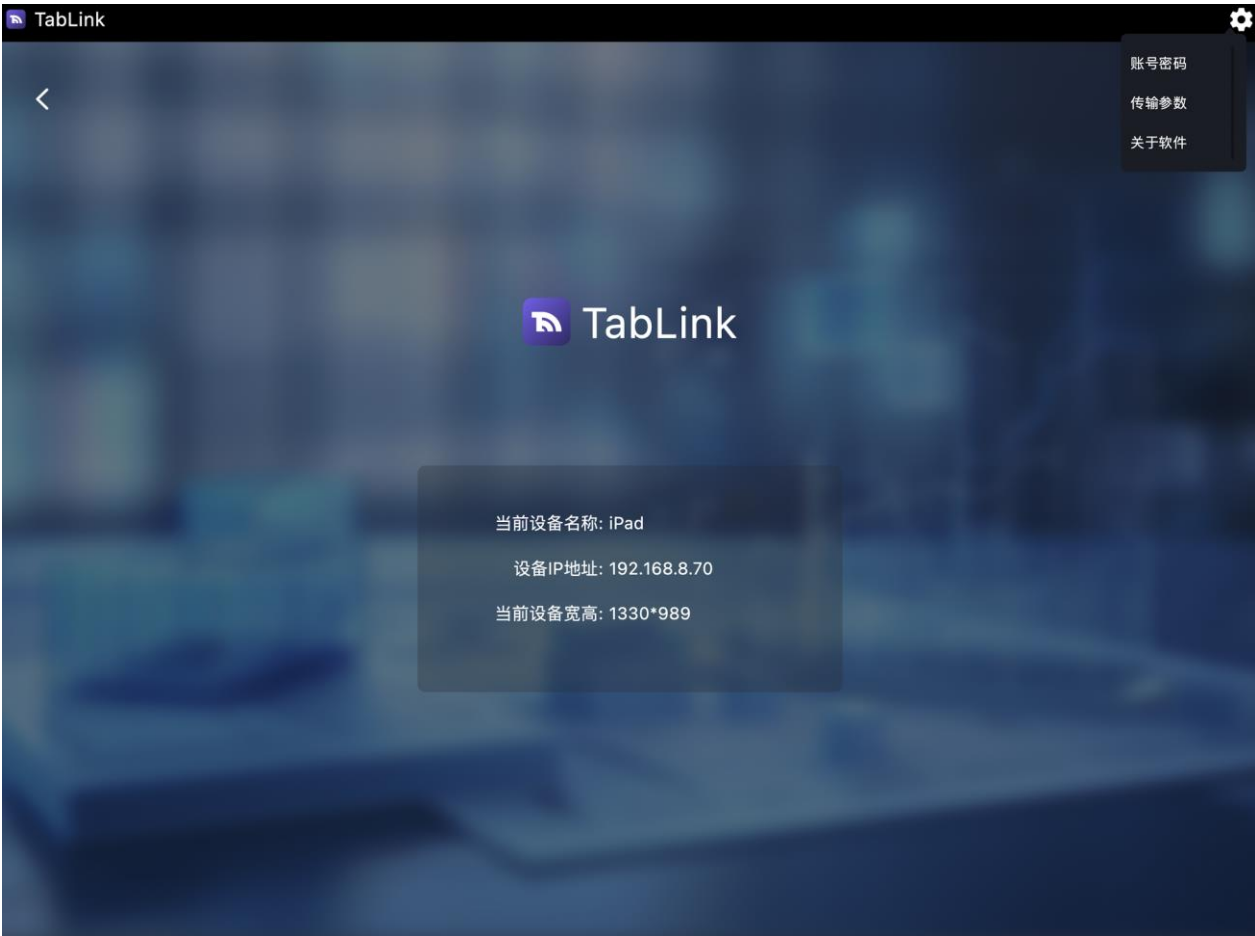 TabLink
账号密码
传输参数
关于软件
TabLink
当前设备名称: iPad
设备IP地址: 192.168.8.70
当前设备宽高: 1330*989